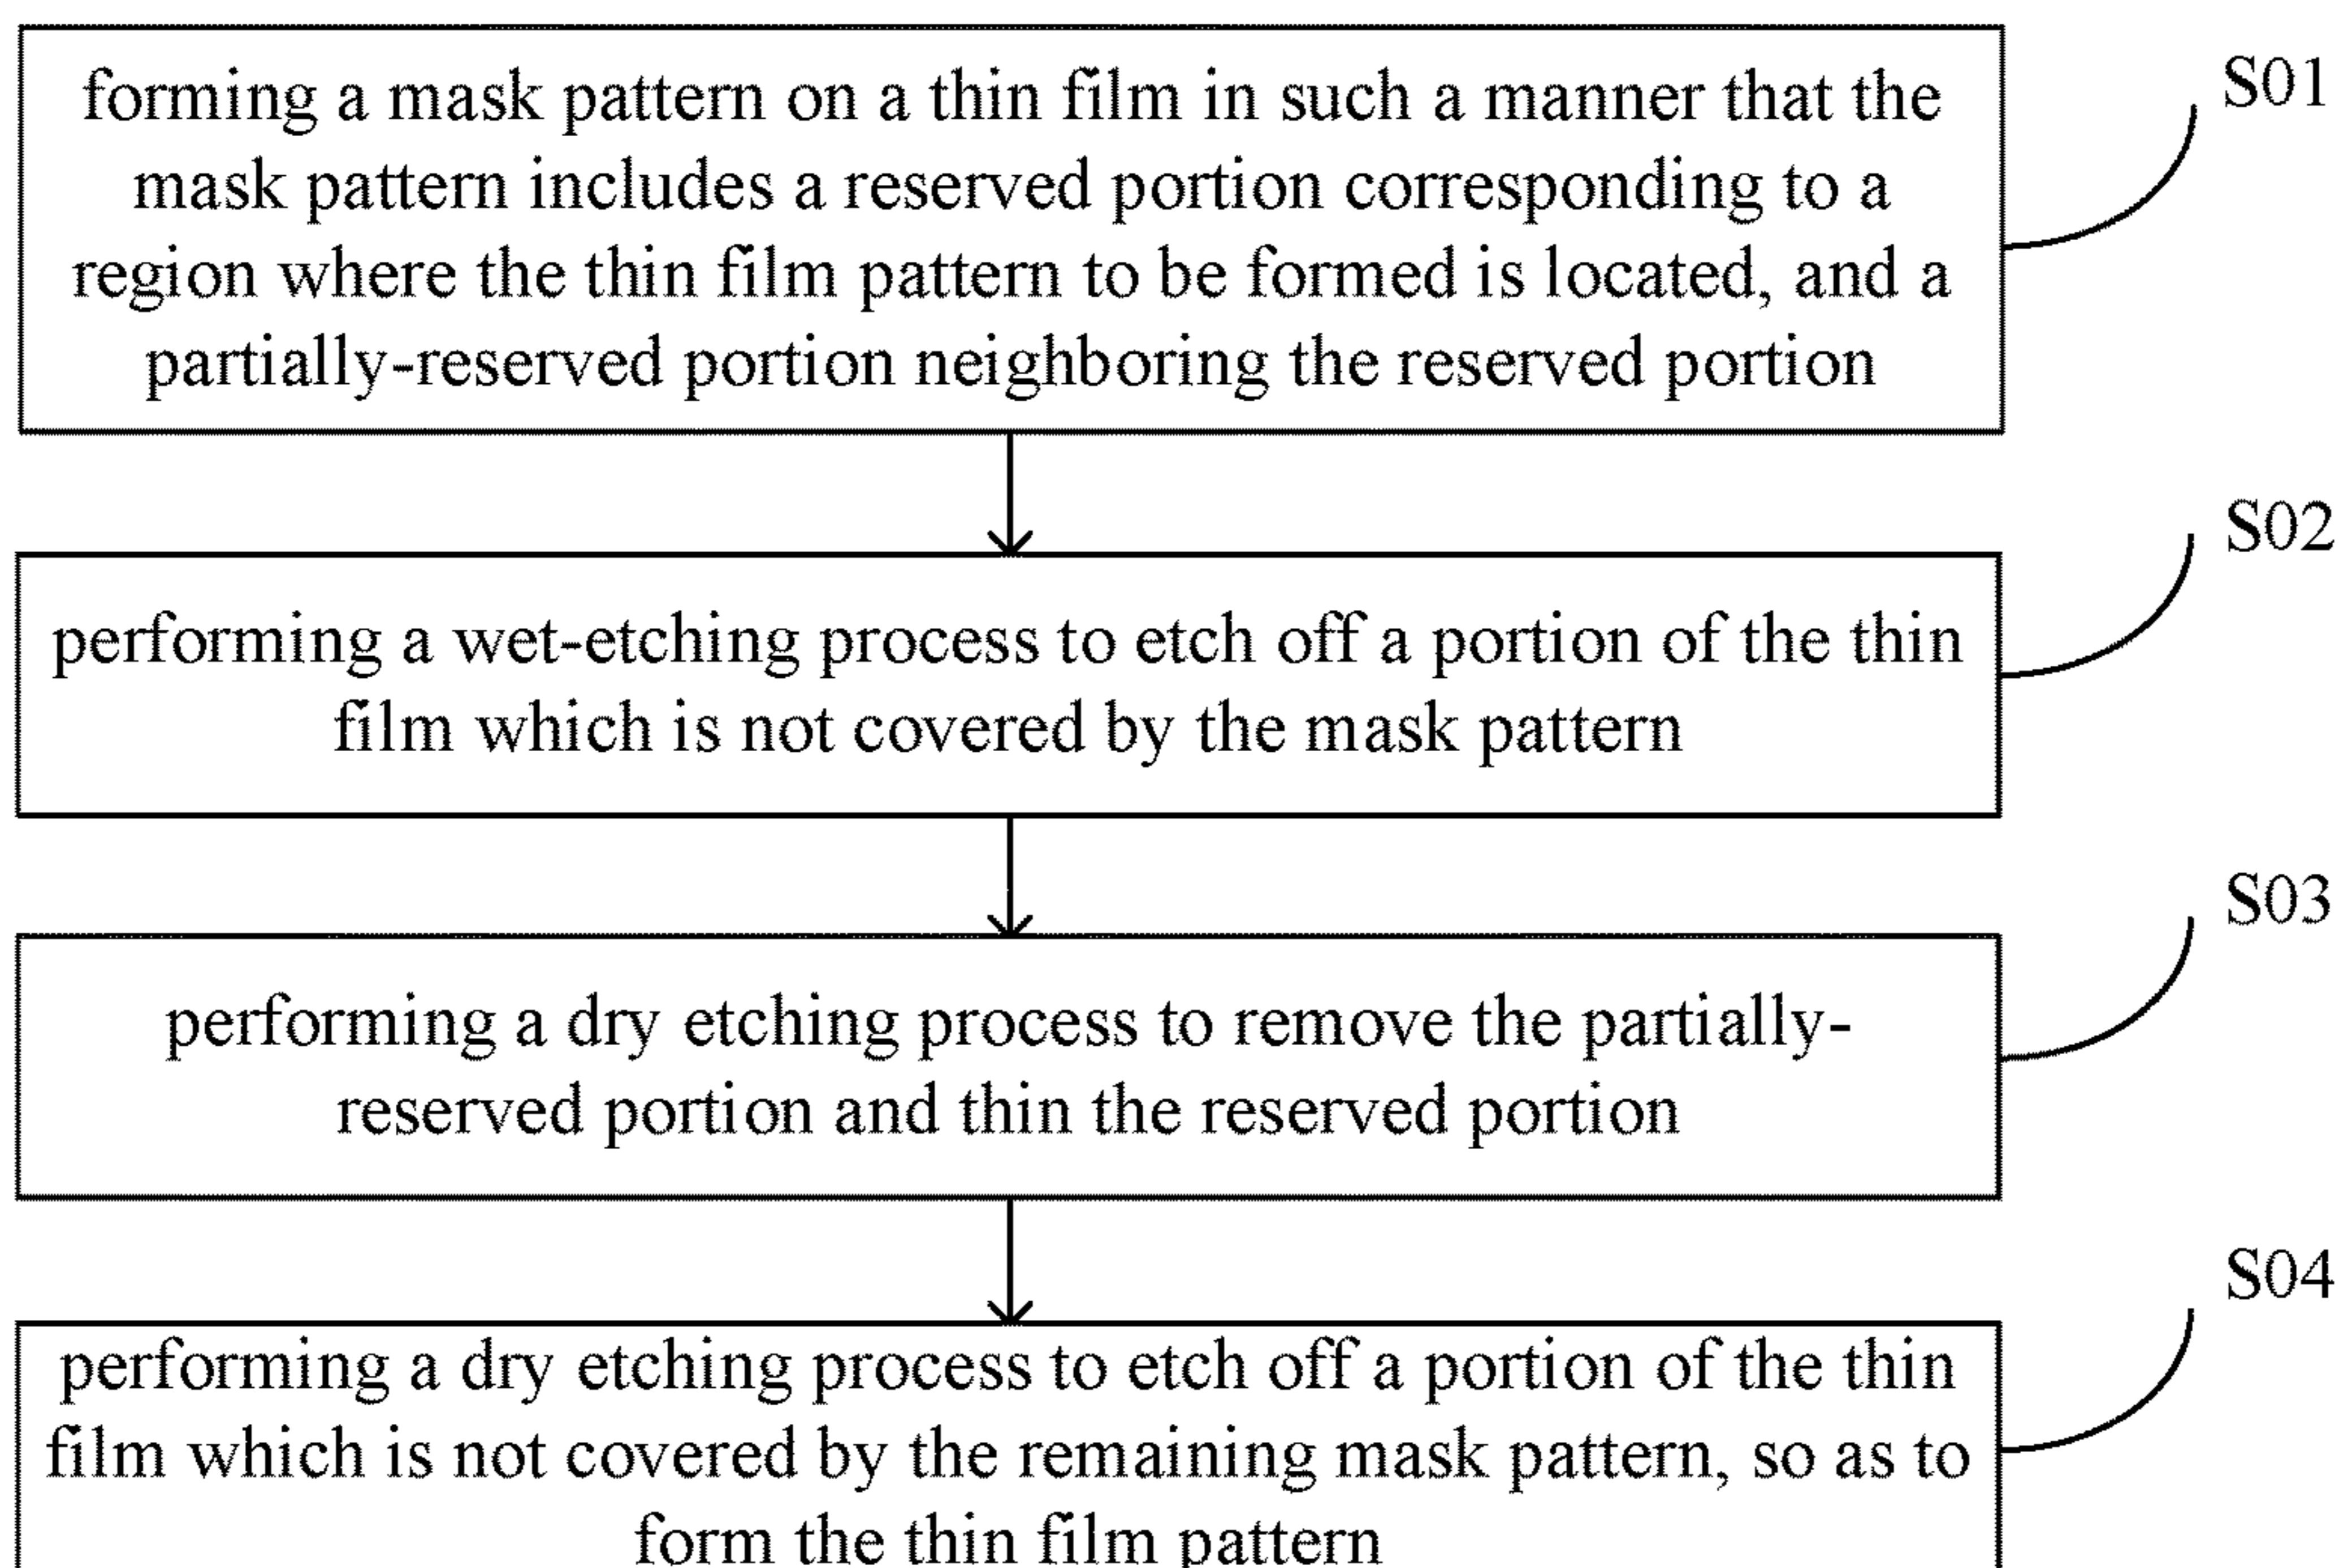 forming a mask pattern on a thin film in such a manner that the
mask pattern includes a reserved portion corresponding to a
region where the thin film pattern to be formed is located, and a
partially-reserved portion neighboring the reserved portion
S01
performing a wet-etching process to etch off a portion of the thin
film which is not covered by the mask pattern
S02
performing a dry etching process to remove the partially-
reserved portion and thin the reserved portion
S03
performing a dry etching process to etch off a portion of the thin
film which is not covered by the remaining mask pattern, so as to
form the thin film pattern
S04